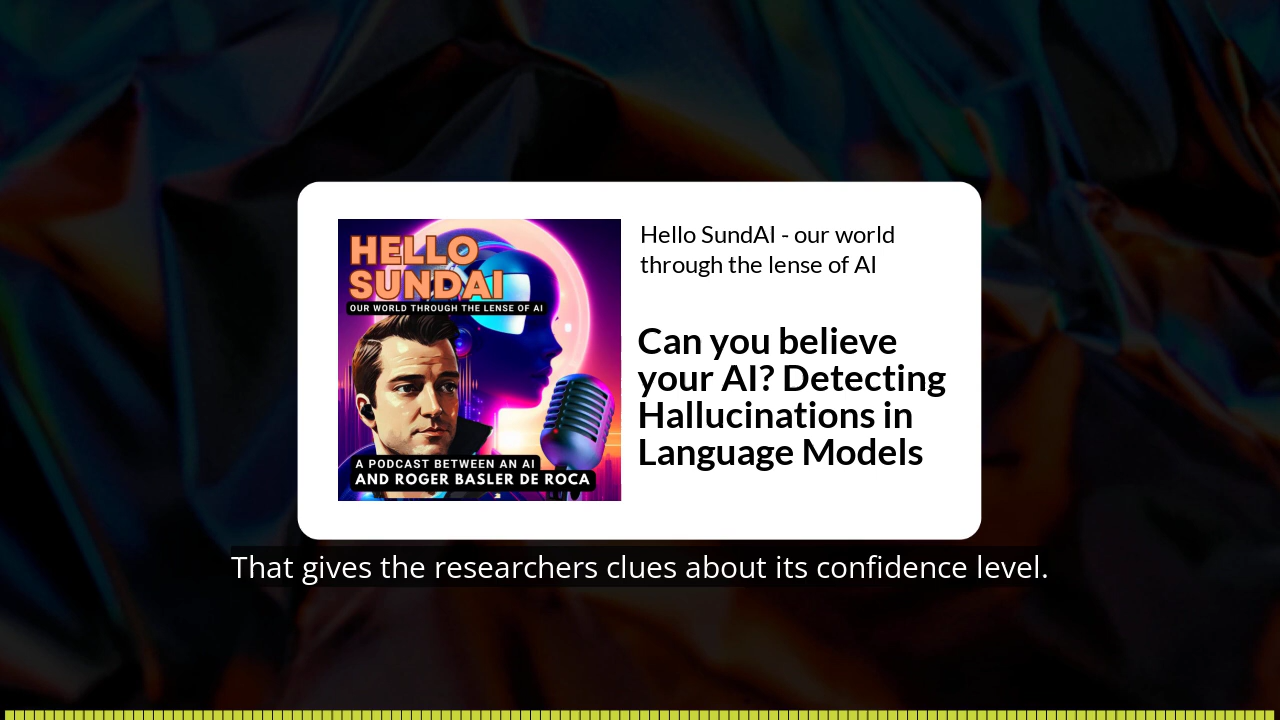 HELLO
SUNDAI
OUR WORLD THROUGH THE LENSE OF AI
A PODCAST BETWEEN AN AI
AND ROGER BASLER DE ROCA
Hello SundAI - our world
through the lense of AI
Can you believe
your AI? Detecting
Hallucinations in
Language Models
That gives the researchers clues about its confidence level.